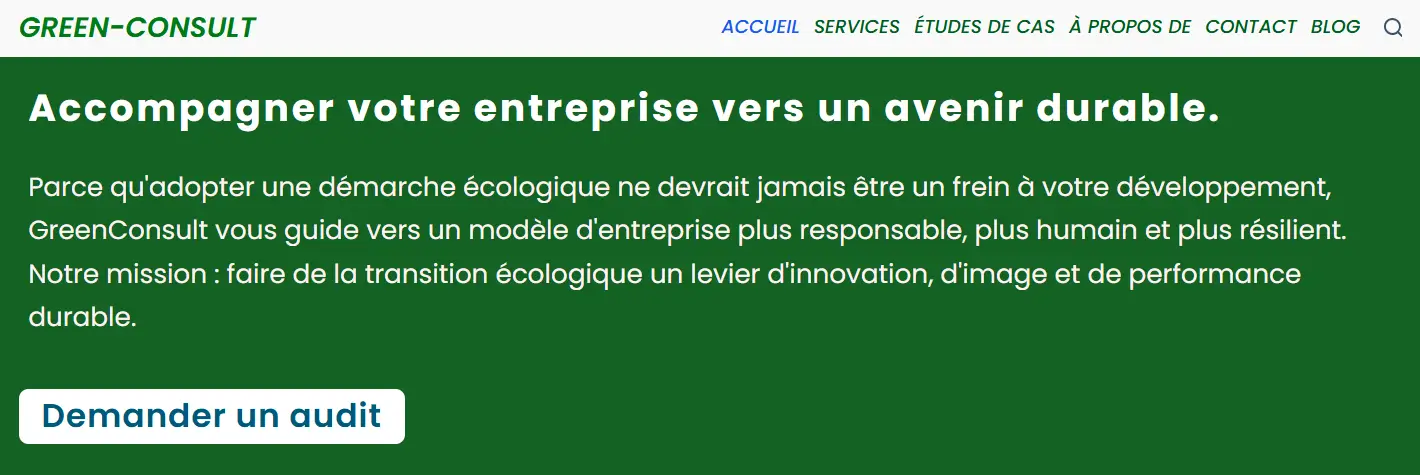 GREEN-CONSULT
ACCUEIL SERVICES ÉTUDES DE CAS À PROPOS DE CONTACT BLOG
Accompagner votre entreprise vers un avenir durable.
Parce qu'adopter une démarche écologique ne devrait jamais être un frein à votre développement,
GreenConsult vous guide vers un modèle d'entreprise plus responsable, plus humain et plus résilient.
Notre mission : faire de la transition écologique un levier d'innovation, d'image et de performance
durable.
Demander un audit